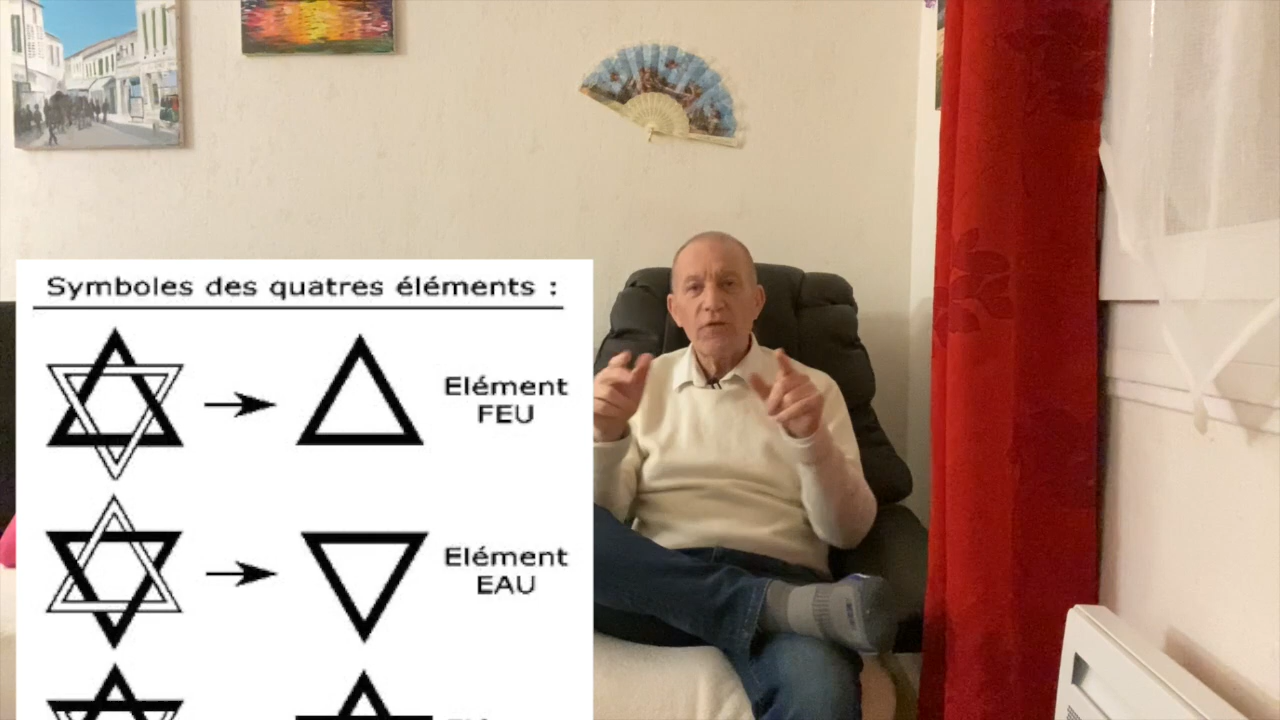 Symboles des quatres éléments :
Elément
FEU
Elément
EAU